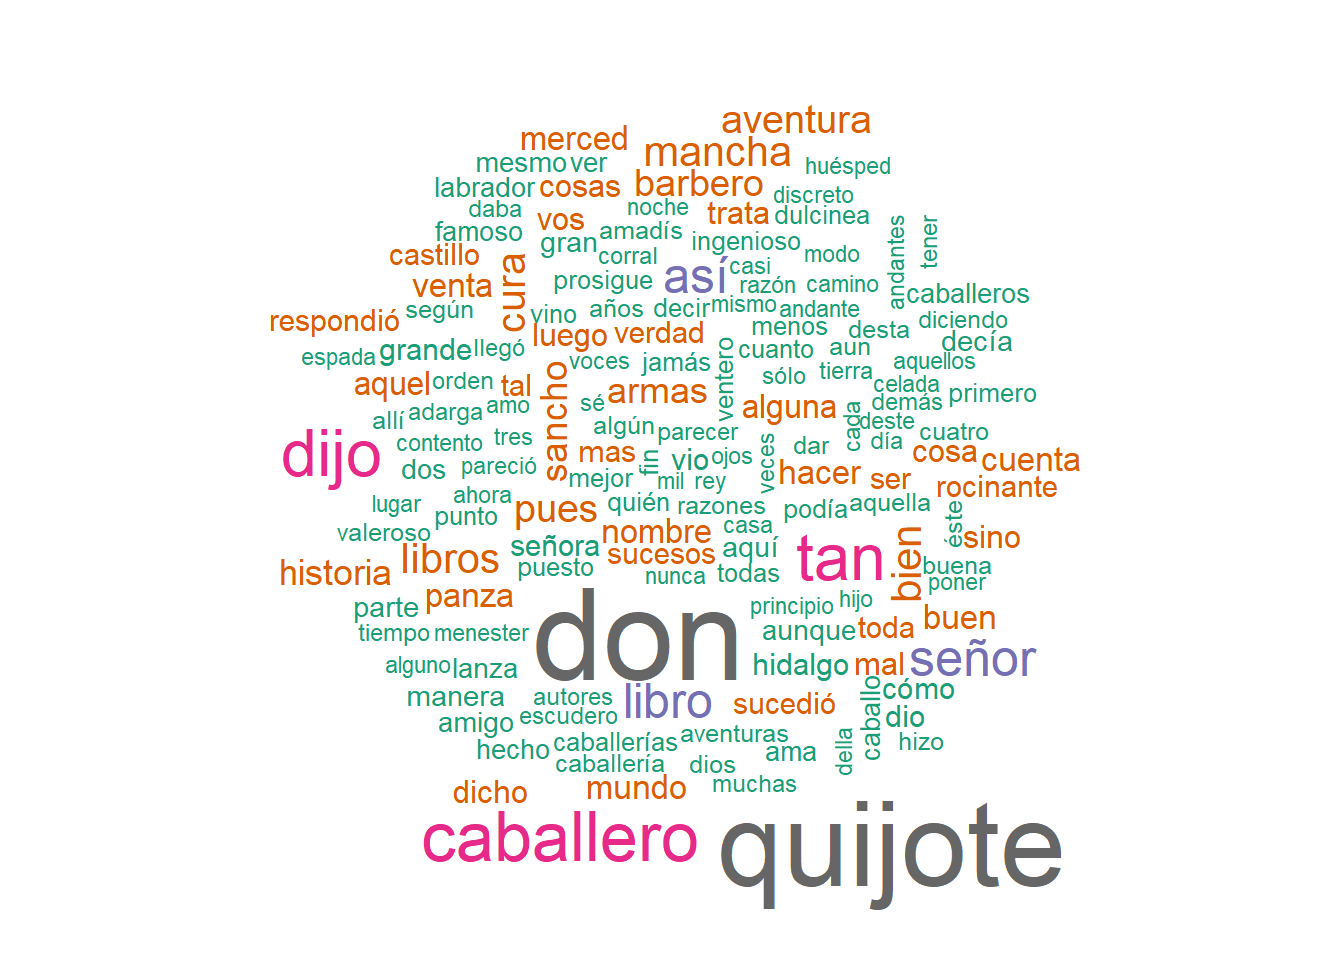 aventura
merced
mancha
mesmo ver
huésped
labrador
cosas
barbero
discreto
daba
vos
noche
trata
dulcinea
famoso
gran
amadís
ingenioso
andantes
tener
castillo
cura
corral
así
casi
modo
venta
prosigue
razón
camino
caballeros
respondió
según
vino
años
decir
mismo
andante
diciendo
luego
verdad
menos
desta
decía
espada
grande
llegó
voces
jamás
ventero
cuanto
aun
aquellos
aquel
orden
tal
sancho
sé
armas
sólo
tierra
celada
primero
allí
adarga
amo
algún
alguna
cada
demás
deste
dijo
contento
tres
parecer
dar
día
cuatro
dos
pareció
mas
fin
vio
ojos
veces
hacer
ser
cosa
cuenta
lugar
ahora
mejor
mil
rey
rocinante
valeroso
punto
pues
quién
razones
podía
aquella
éste
historia
libros
señora
nombre
casa
tan
bien
sino
puesto
sucesos
aquí
buena
parte
panza
nunca
todas
poner
tiempo
menester
don
principio
hijo
buen
aunque
toda
alguno
lanza
hidalgo
mal
señor
manera
autores
libro
sucedió
caballo
cómo
amigo
escudero
aventuras
dio
hecho
caballerías
ama
della
hizo
caballería
dios
dicho
mundo
muchas
caballero
quijote